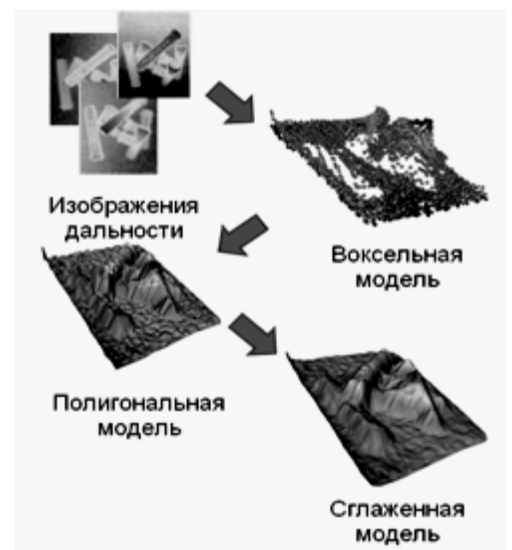 Изображения
дальности
Воксельная
модель
Полигональная
модель
Сглаженная
модель